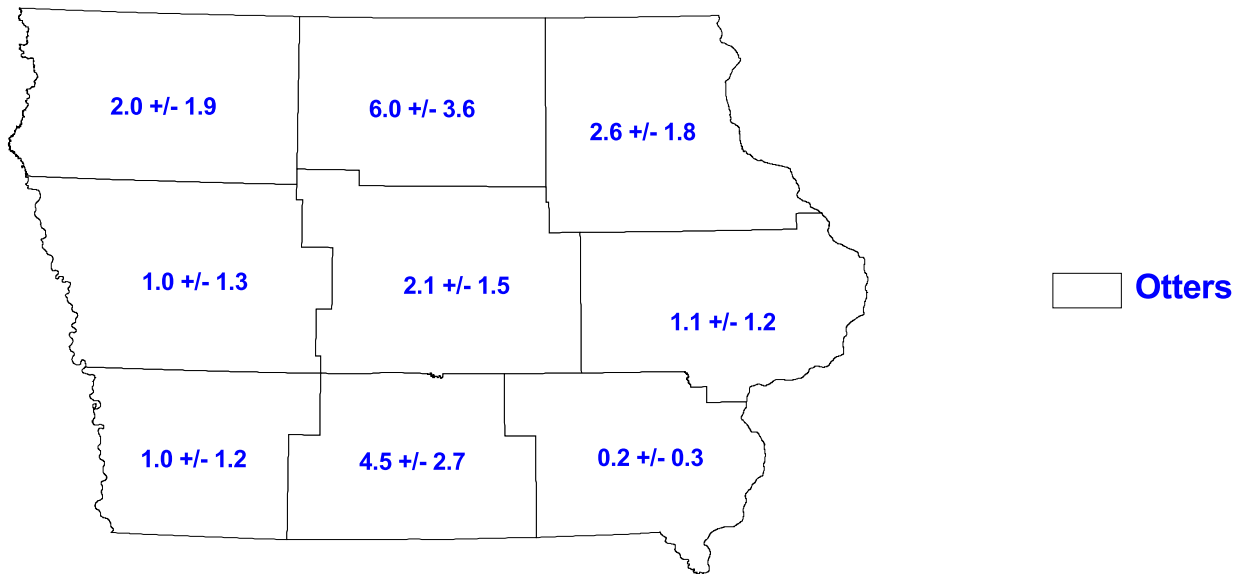 2.0 +/- 1.9
6.0 +/- 3.6
2.6 +/- 1.8
1.0 +/- 1.3
2.1 +/- 1.5
1.1 +/- 1.2
Otters
1.0 +/- 1.2
4.5 +/- 2.7
0.2 +/- 0.3